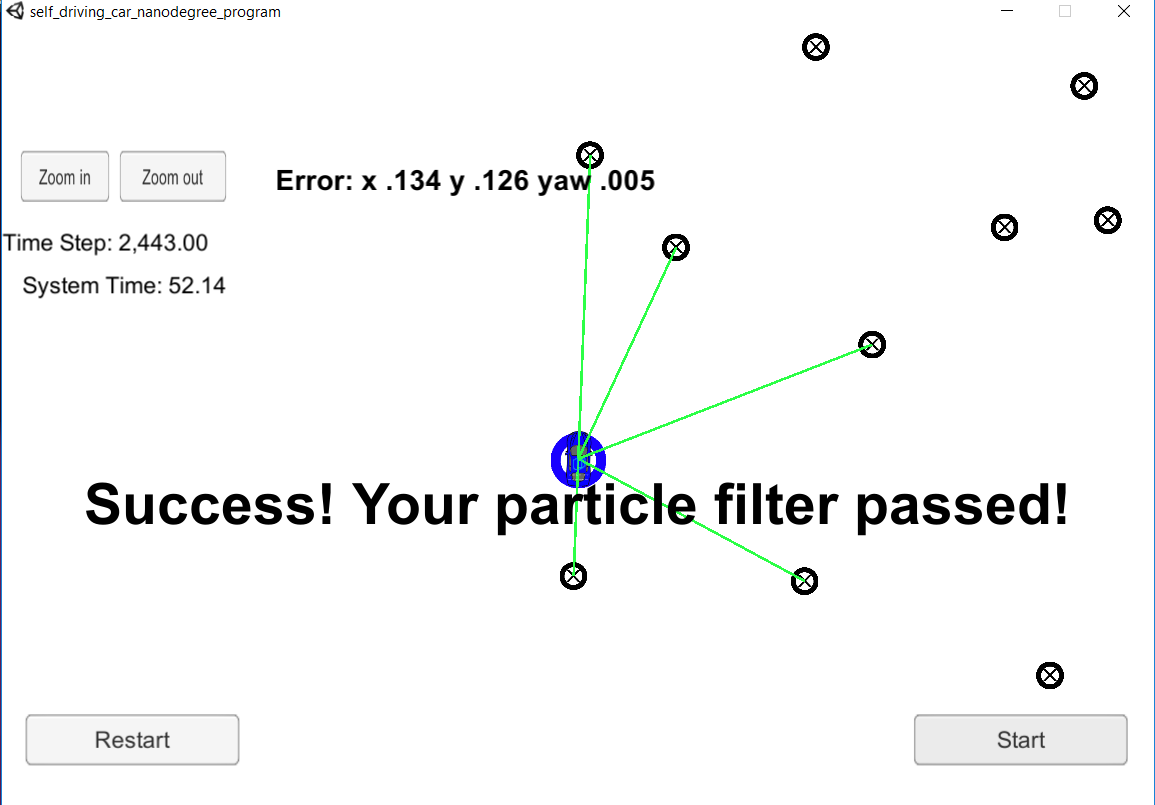 self_driving_car_nanodegree_program
Zoom in
Zoom out
Error: x .134 y .126 yaw .005
Time Step: 2,443.00
System Time: 52.14
Success! Your particle filter passed!
Restart
Start